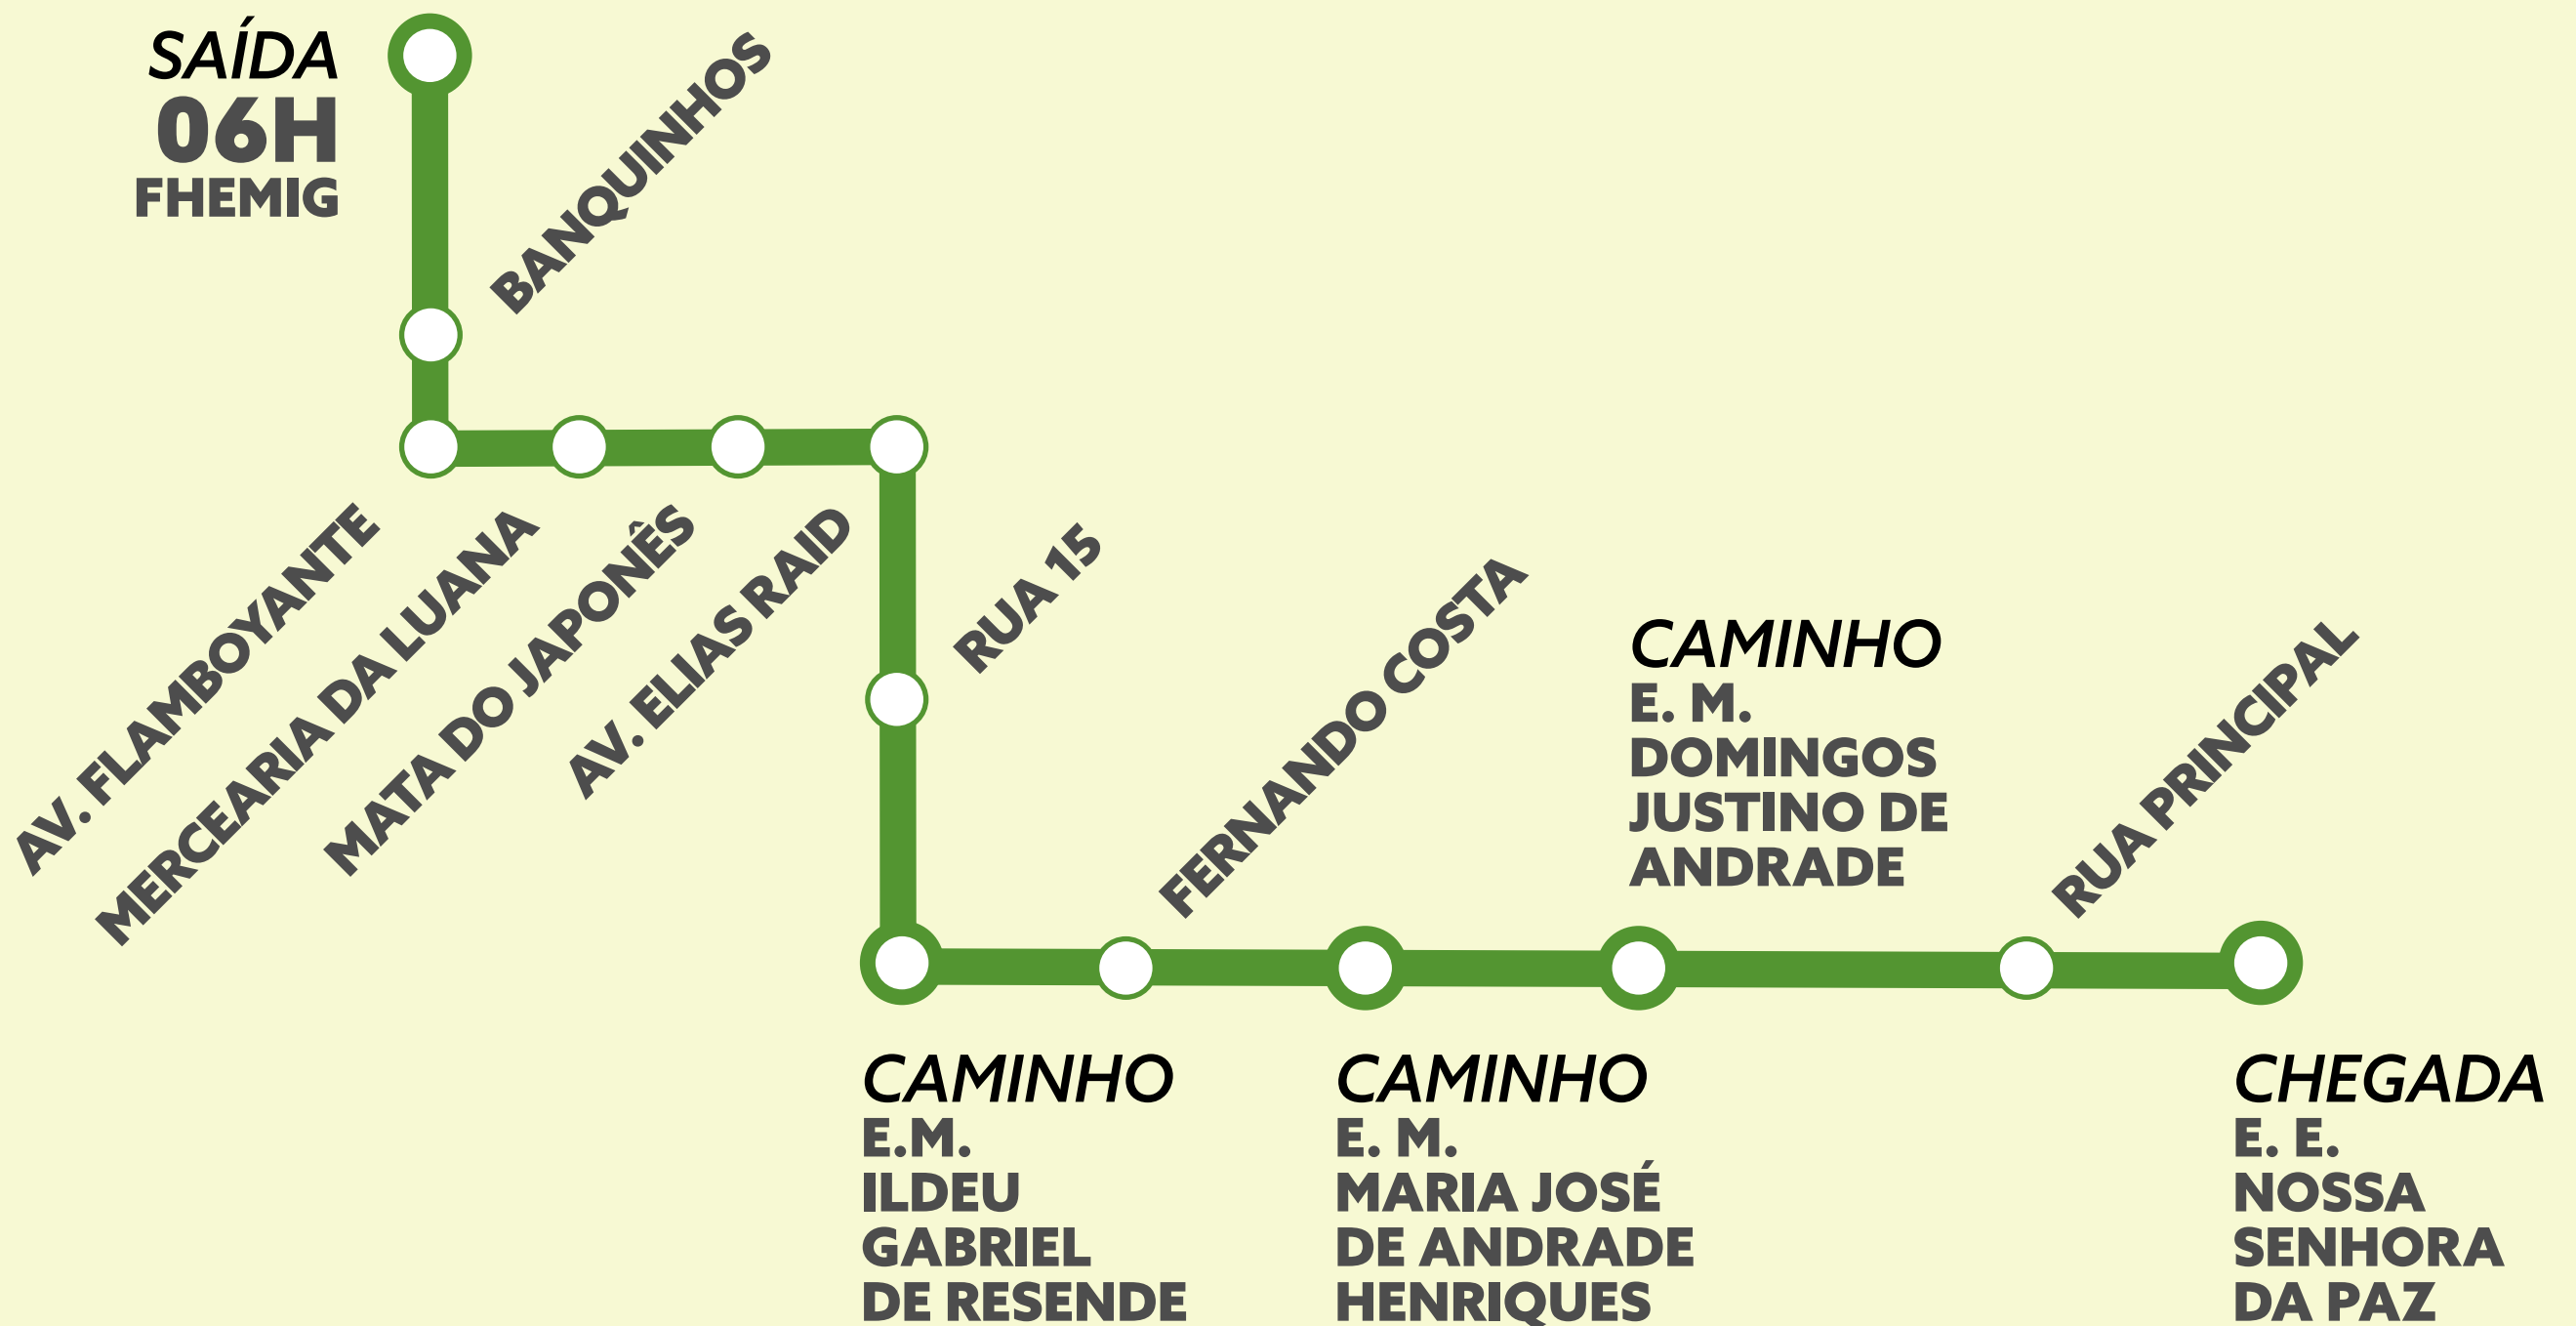 SAÍDA
06H
FHEMIG
BANQUINHOS
AV. FLAMBOYANTE
MERCEARIA DA LUANA
MATA DO JAPONÊS
AV. ELIAS RAID
RUA 15
CAMINHO
E.M.
ILDEU
GABRIEL
DE RESENDE
FERNANDO COSTA
CAMINHO
E. M.
MARIA JOSÉ
DE ANDRADE
HENRIQUES
CAMINHO
E. M.
DOMINGOS
JUSTINO DE
ANDRADE
RUA PRINCIPAL
CHEGADA
E. E.
NOSSA
SENHORA
DA PAZ